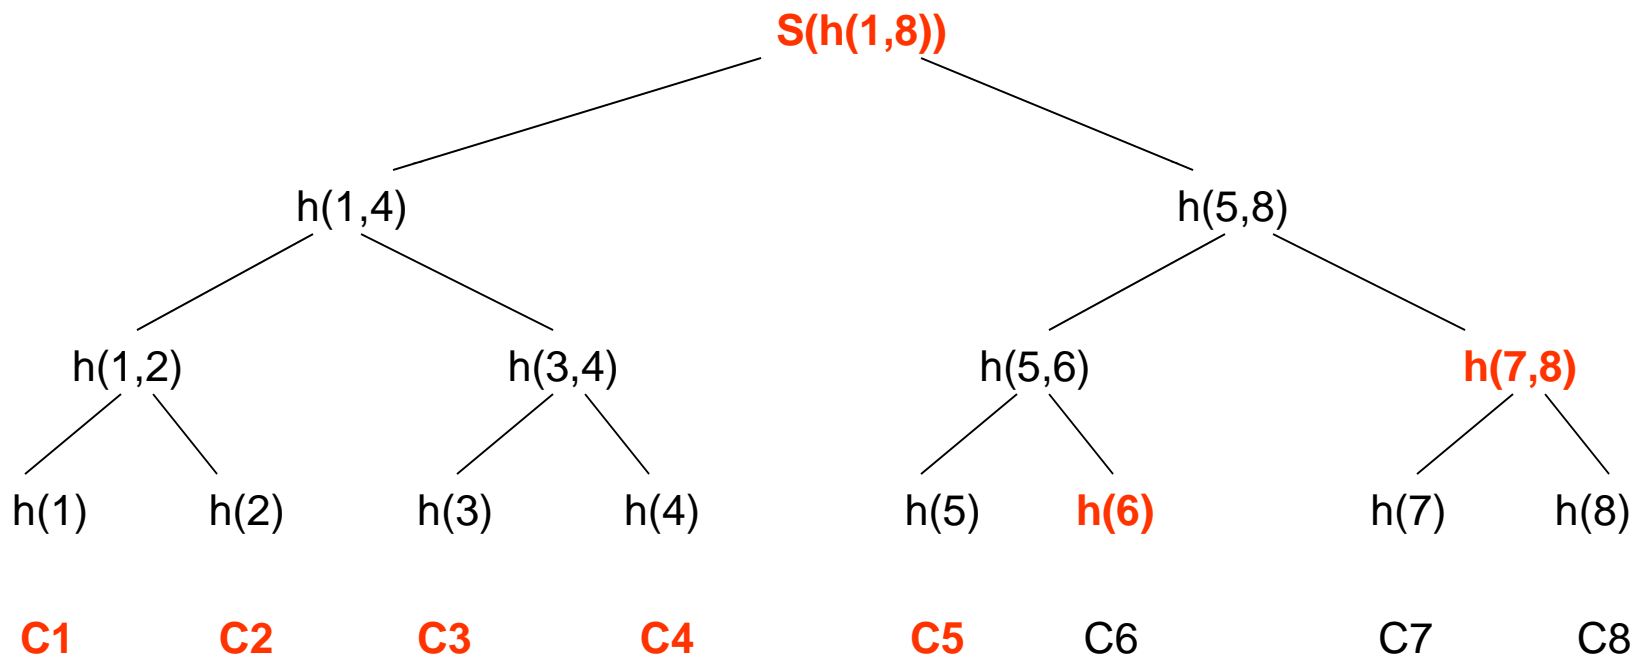 S(h(1,8))
h(1,4) h(5,8)
h(1,2) h(3,4) h(5,6) h(7,8)
h(1) h(2) h(3) h(4) h(5) h(6) h(7) h(8)
C1 C2 C3 C4 C5 C6 C7 C8